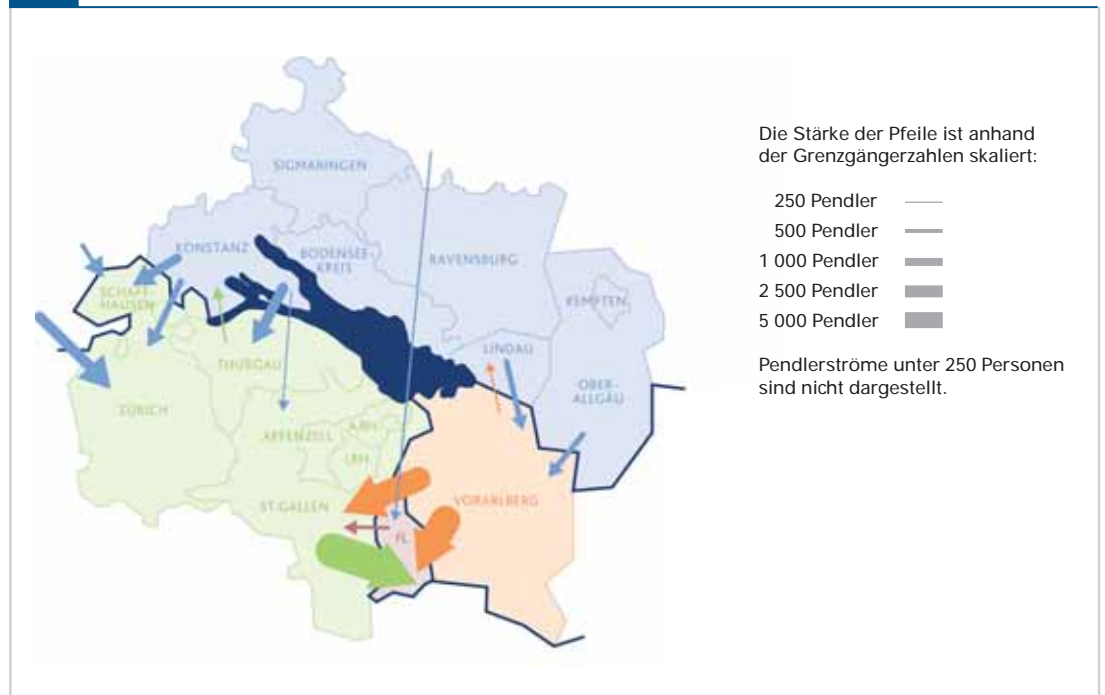 SIGMARINGEN
KONSTANZ
BODENSEE-
KREIS
RAVENSBURG
SCHAFF-
HAUSEN
KEMPTEN
LINDAU
THURGAU
OBER-
ALLGÄU
ZÜRICH
APPENZELL
A.RH.
I.RH.
ST.GALLEN
VORARLBERG
FL
Die Stärke der Pfeile ist anhand
der Grenzgängerzahlen skaliert:
250 Pendler
500 Pendler
1 000 Pendler
2 500 Pendler
5 000 Pendler
Pendlerströme unter 250 Personen
sind nicht dargestellt.